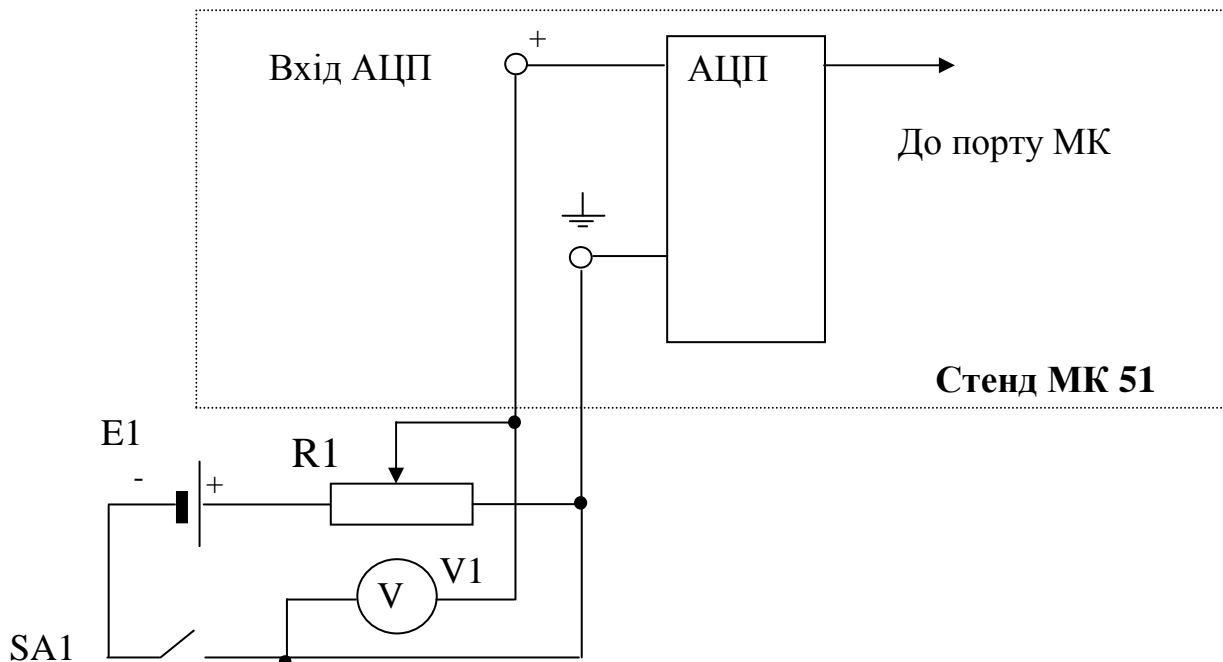 +
Вхід АЦП
АЦП
До порту МК
Стенд МК 51
E1
R1
- +
V1
V
SA1